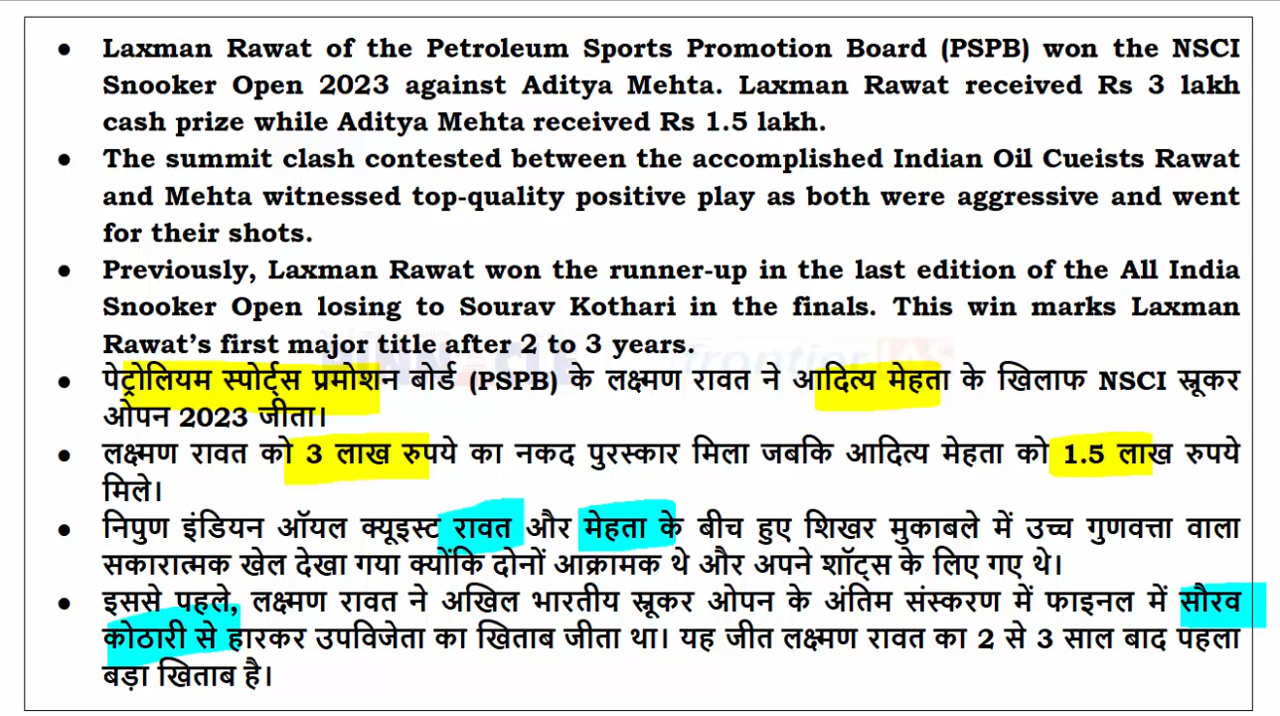 ● Laxman Rawat of the Petroleum Sports Promotion Board (PSPB) won the NSCI
Snooker Open 2023 against Aditya Mehta. Laxman Rawat received Rs 3 lakh
cash prize while Aditya Mehta received Rs 1.5 lakh.
● The summit clash contested between the accomplished Indian Oil Cueists Rawat
and Mehta witnessed top-quality positive play as both were aggressive and went
for their shots.
● Previously, Laxman Rawat won the runner-up in the last edition of the All India
Snooker Open losing to Sourav Kothari in the finals. This win marks Laxman
Rawat's first major title after 2 to 3 years.
● पेट्रोलियम स्पोर्ट्स प्रमोशन बोर्ड (PSPB) के लक्ष्मण रावत ने आदित्य मेहता के खिलाफ NSCI स्नूकर
ओपन 2023 जीता।
● लक्ष्मण रावत को 3 लाख रुपये का नकद पुरस्कार मिला जबकि आदित्य मेहता को 1.5 लाख रुपये
मिले।
● निपुण इंडियन ऑयल क्यूइस्ट रावत और मेहता के बीच हुए शिखर मुकाबले में उच्च गुणवत्ता वाला
सकारात्मक खेल देखा गया क्योंकि दोनों आक्रामक थे और अपने शॉट्स के लिए गए थे।
● इससे पहले, लक्ष्मण रावत ने अखिल भारतीय स्नूकर ओपन के अंतिम संस्करण में फाइनल में सौरव
कोठारी से हारकर उपविजेता का खिताब जीता था। यह जीत लक्ष्मण रावत का 2 से 3 साल बाद पहला
बड़ा खिताब है।